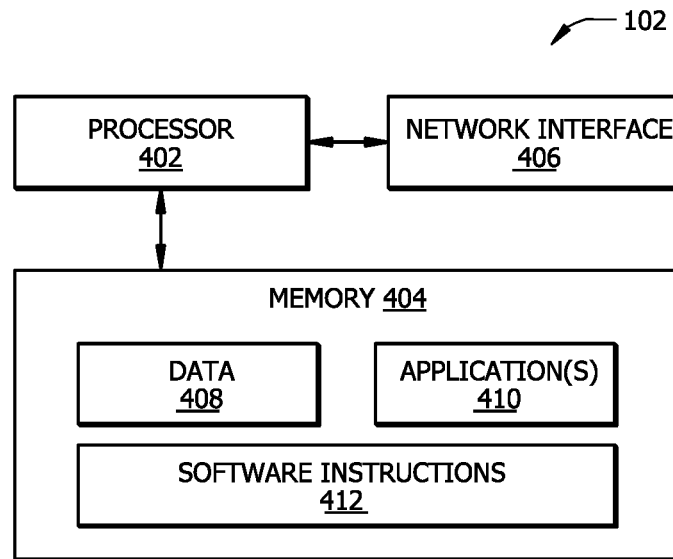 102
PROCESSOR
402
NETWORK INTERFACE
406
MEMORY 404
DATA
408
APPLICATION(S)
410
SOFTWARE INSTRUCTIONS
412